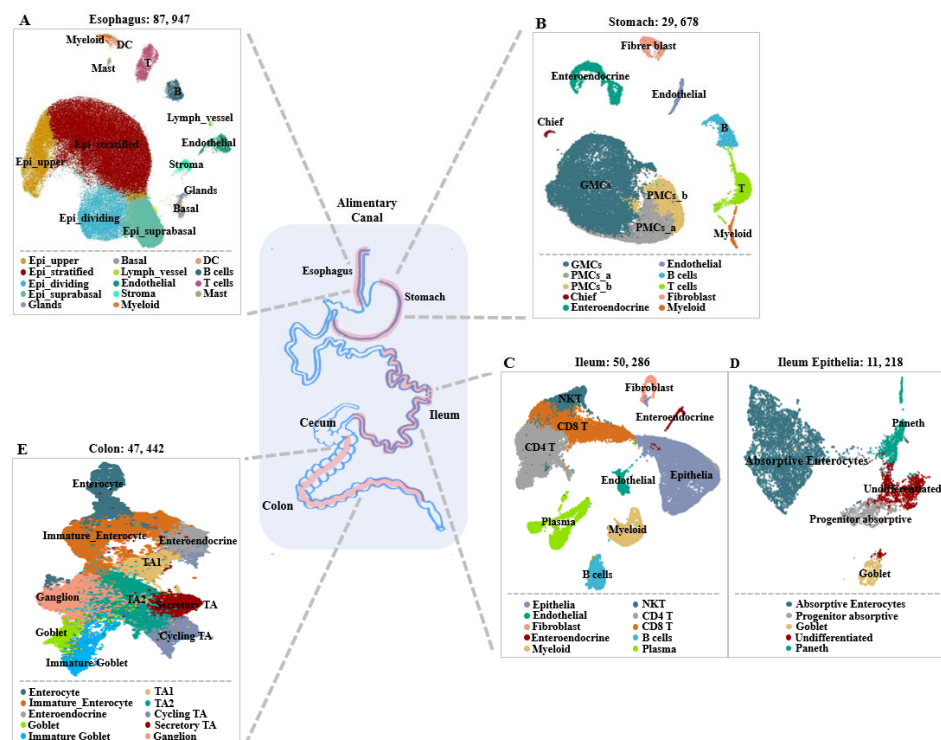 A Esophagus: 87, 947
Myeloid
DC
T
Mast
B
Lymph_vessel
Epi_stratified
Endothelial
Epi_upper
Stroma
Glands
Basal
Epi_dividing
Epi_suprabasal
Epi_upper Basal DC
Epi_stratified Lymph_vessel B cells
Epi_dividing Endothelial T cells
Epi_suprabasal Stroma Mast
Glands Myeloid
B Stomach: 29, 678
Fibrer blast
Enteroendocrine
Endothelial
Chief
B
GMCs
PMCs_b
T
PMCs_a
Myeloid
GMCs Endothelial
PMCs_a B cells
PMCs_b T cells
Chief Fibroblast
Enteroendocrine Myeloid
Alimentary
Canal
Esophagus
Stomach
Ileum
Cecum
Colon
C Ileum: 50, 286
Fibroblast
NKT
Enteroendocrine
CD8 T
CD4 T
Epithelia
Endothelial
Plasma
Myeloid
B cells
Epithelia NKT
Endothelial CD4 T
Fibroblast CD8 T
Enteroendocrine B cells
Myeloid Plasma
D Ileum Epithelia: 11, 218
Paneth
Absorptive Enterocytes
Undifferentiated
Progenitor absorptive
Goblet
Absorptive Enterocytes
Progenitor absorptive
Goblet
Undifferentiated
Paneth
E Colon: 47, 442
Enterocyte
Immature_Enterocyte
Enteroendocrine
TA1
Ganglion
TA2
Secretory TA
Goblet
Cycling TA
Immature Goblet
Enterocyte TA1
Immature_Enterocyte TA2
Enteroendocrine Cycling TA
Goblet Secretory TA
Immature Goblet Ganglion